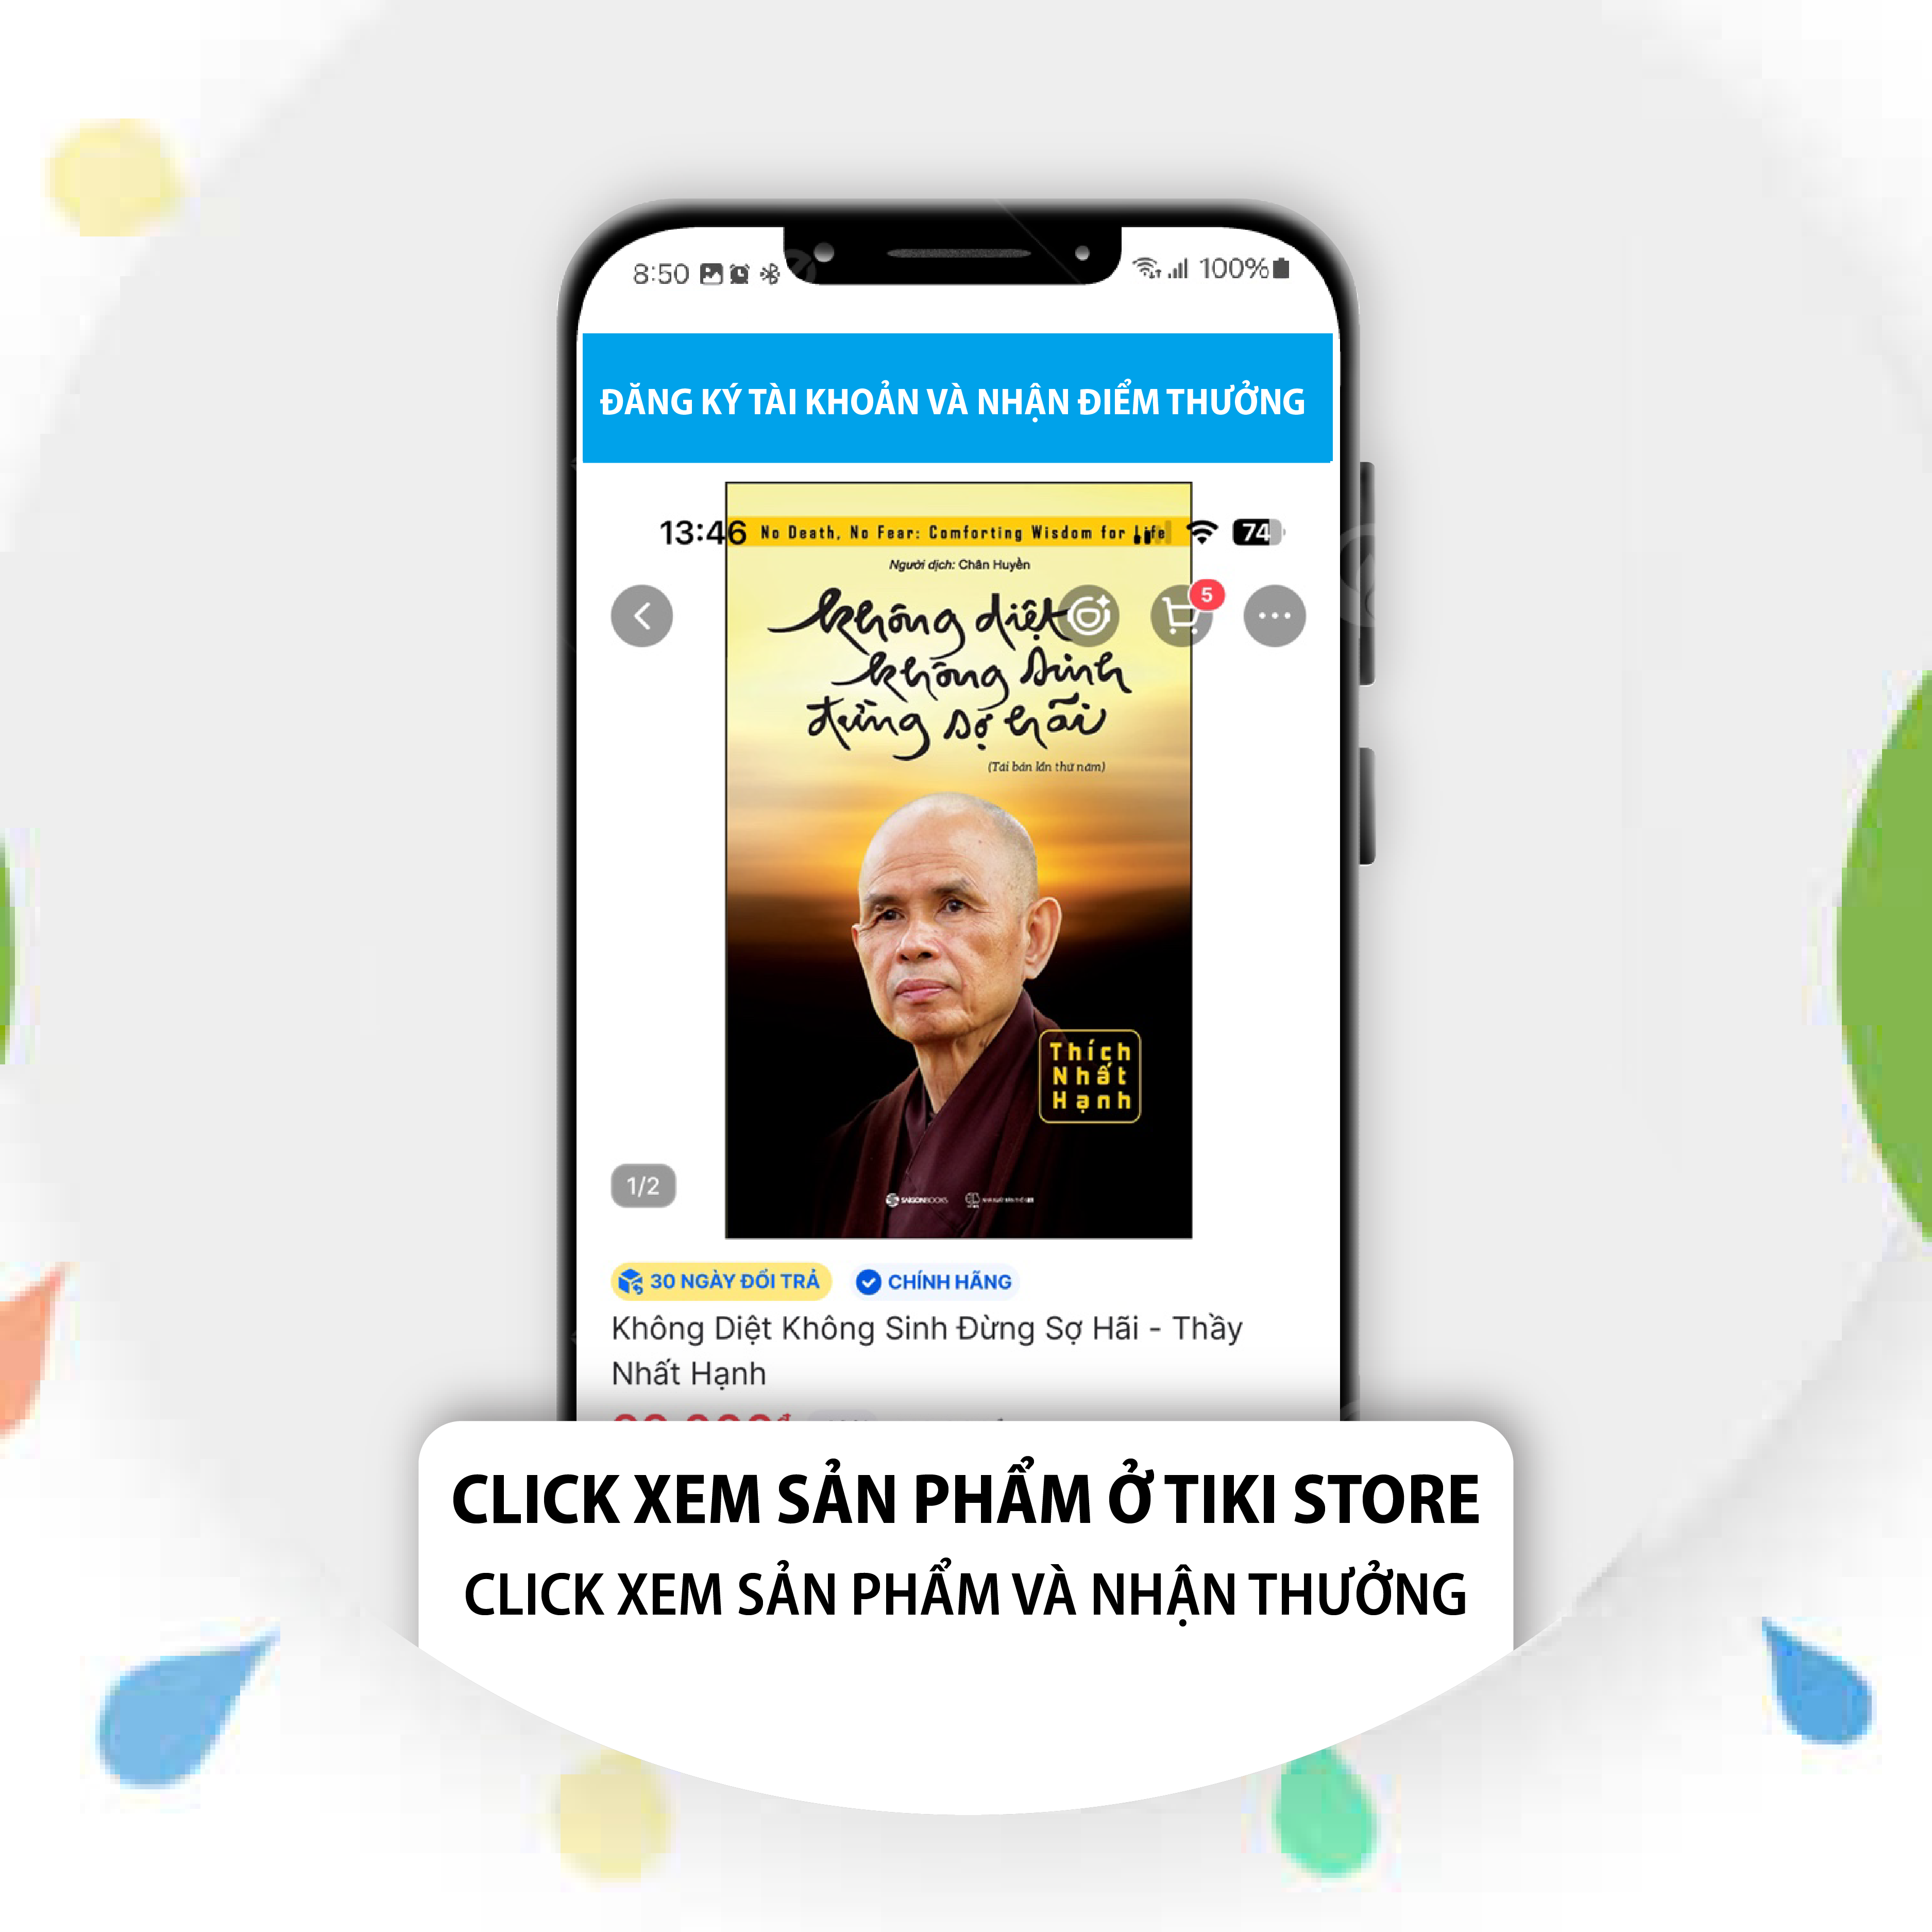 8:50 100%
ĐĂNG KÝ TÀI KHOẢN VÀ NHẬN ĐIỂM THƯỞNG
13:46 74
No Death, No Fear: Comforting Wisdom for Life
Người dịch: Chân Huyền
5
không diệt
không sinh
đừng sợ hãi
(Tái bản lần thứ năm)
Thích
Nhất
Hạnh
1/2
SAIGONBOOKS
30 NGÀY ĐỔI TRẢ CHÍNH HÃNG
Không Diệt Không Sinh Đừng Sợ Hãi - Thầy
Nhất Hạnh
CLICK XEM SẢN PHẨM Ở TIKI STORE
CLICK XEM SẢN PHẨM VÀ NHẬN THƯỞNG